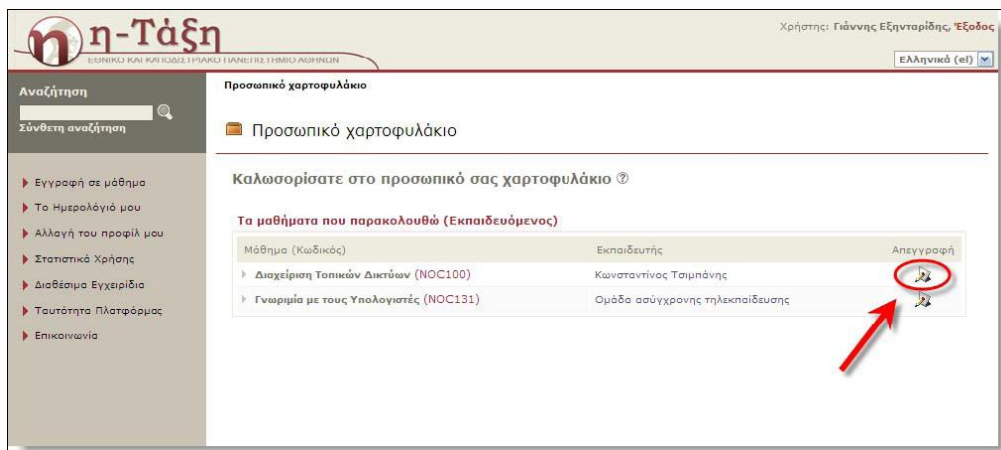 η-Τάξη
ΕΘΝΙΚΟ ΚΑΙ ΚΑΠΟΔΙΣΤΡΙΑΚΟ ΠΑΝΕΠΙΣΤΗΜΙΟ ΑΘΗΝΩΝ
Χρήστης: Γιάννης Εξηνταρίδης, Έξοδος
Ελληνικά (el)
Αναζήτηση
Σύνθετη αναζήτηση
Εγγραφή σε μάθημα
Το Ημερολόγιό μου
Αλλαγή του προφίλ μου
Στατιστικά Χρήσης
Διαθέσιμα Εγχειρίδια
Ταυτότητα Πλατφόρμας
Επικοινωνία
Προσωπικό χαρτοφυλάκιο
Προσωπικό χαρτοφυλάκιο
Καλωσορίσατε στο προσωπικό σας χαρτοφυλάκιο
Τα μαθήματα που παρακολουθώ (Εκπαιδευόμενος)
Μάθημα (Κωδικός) Εκπαιδευτής Απεγγραφή
Διαχείριση Τοπικών Δικτύων (NOC100) Κωνσταντίνος Τσιμπάνης
Γνωριμία με τους Υπολογιστές (NOC131) Ομάδα ασύγχρονης τηλεκπαίδευσης